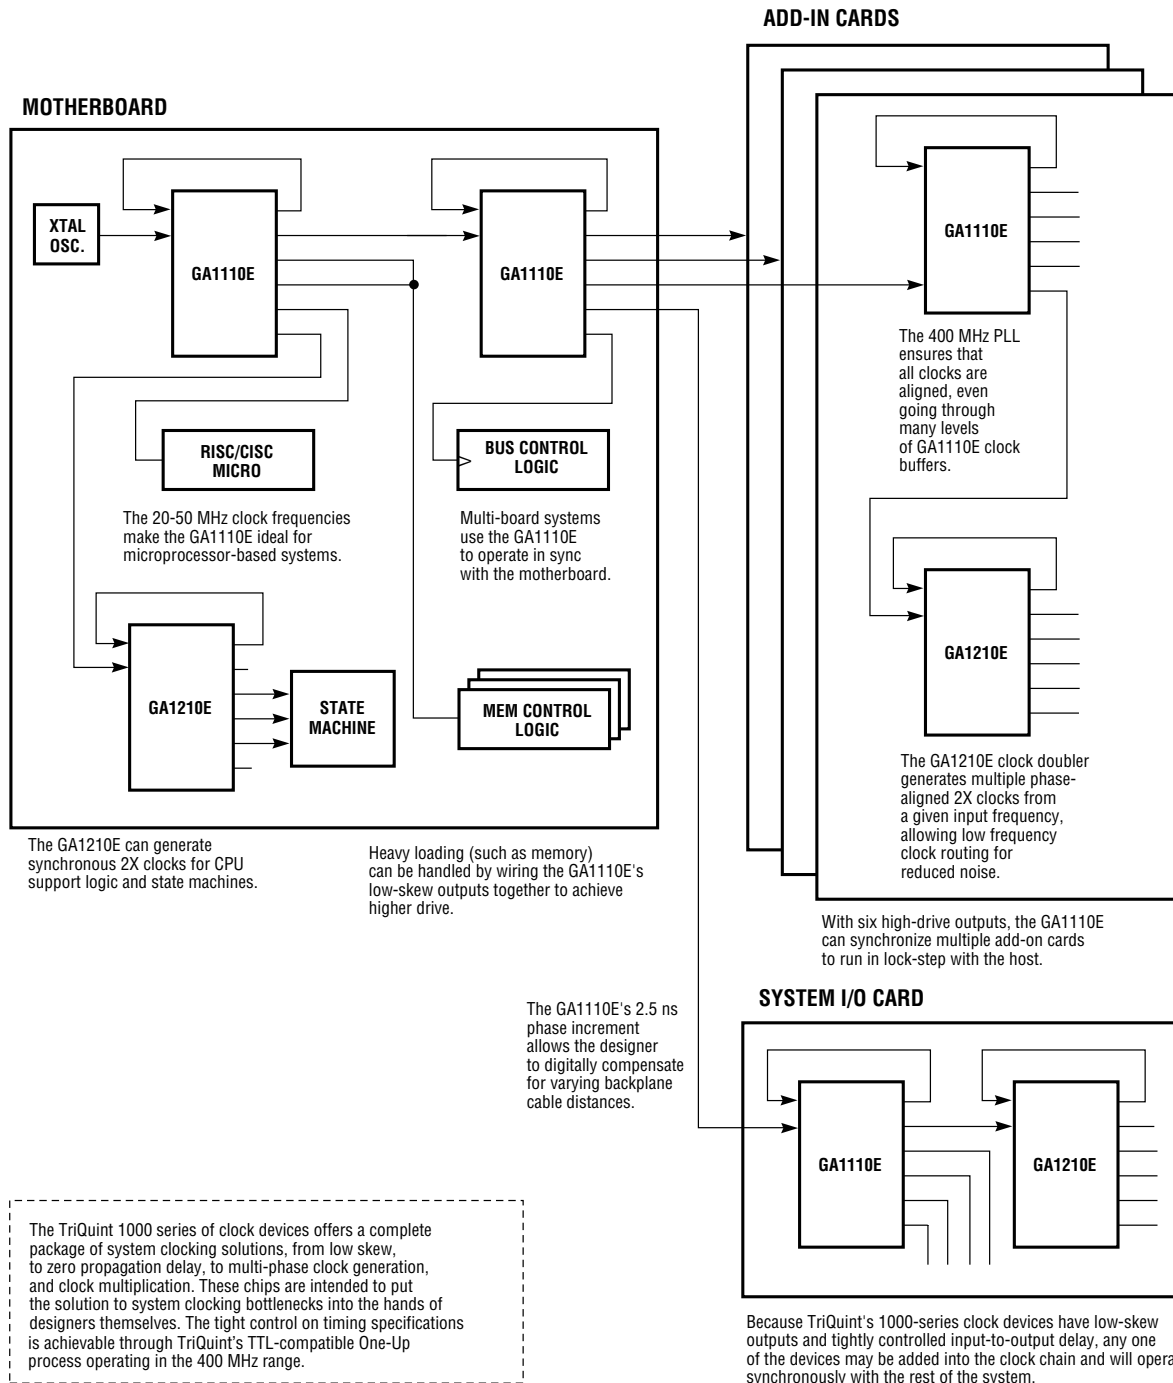 ADD-IN CARDS
MOTHERBOARD
XTAL
OSC.
GA1110E
GA1110E
GA1110E
The 400 MHz PLL
ensures that
all clocks are
aligned, even
going through
many levels
of GA1110E clock
buffers.
RISC/CISC
MICRO
BUS CONTROL
LOGIC
The 20-50 MHz clock frequencies
make the GA1110E ideal for
microprocessor-based systems.
Multi-board systems
use the GA1110E
to operate in sync
with the motherboard.
GA1210E
STATE
MACHINE
MEM CONTROL
LOGIC
GA1210E
The GA1210E clock doubler
generates multiple phase-
aligned 2X clocks from
a given input frequency,
allowing low frequency
clock routing for
reduced noise.
The GA1210E can generate
synchronous 2X clocks for CPU
support logic and state machines.
Heavy loading (such as memory)
can be handled by wiring the GA1110E's
low-skew outputs together to achieve
higher drive.
With six high-drive outputs, the GA1110E
can synchronize multiple add-on cards
to run in lock-step with the host.
SYSTEM I/O CARD
The GA1110E's 2.5 ns
phase increment
allows the designer
to digitally compensate
for varying backplane
cable distances.
GA1110E
GA1210E
The TriQuint 1000 series of clock devices offers a complete
package of system clocking solutions, from low skew,
to zero propagation delay, to multi-phase clock generation,
and clock multiplication. These chips are intended to put
the solution to system clocking bottlenecks into the hands of
designers themselves. The tight control on timing specifications
is achievable through TriQuint’s TTL-compatible One-Up
process operating in the 400 MHz range.
Because TriQuint's 1000-series clock devices have low-skew
outputs and tightly controlled input-to-output delay, any one
of the devices may be added into the clock chain and will opera
synchronously with the rest of the system.